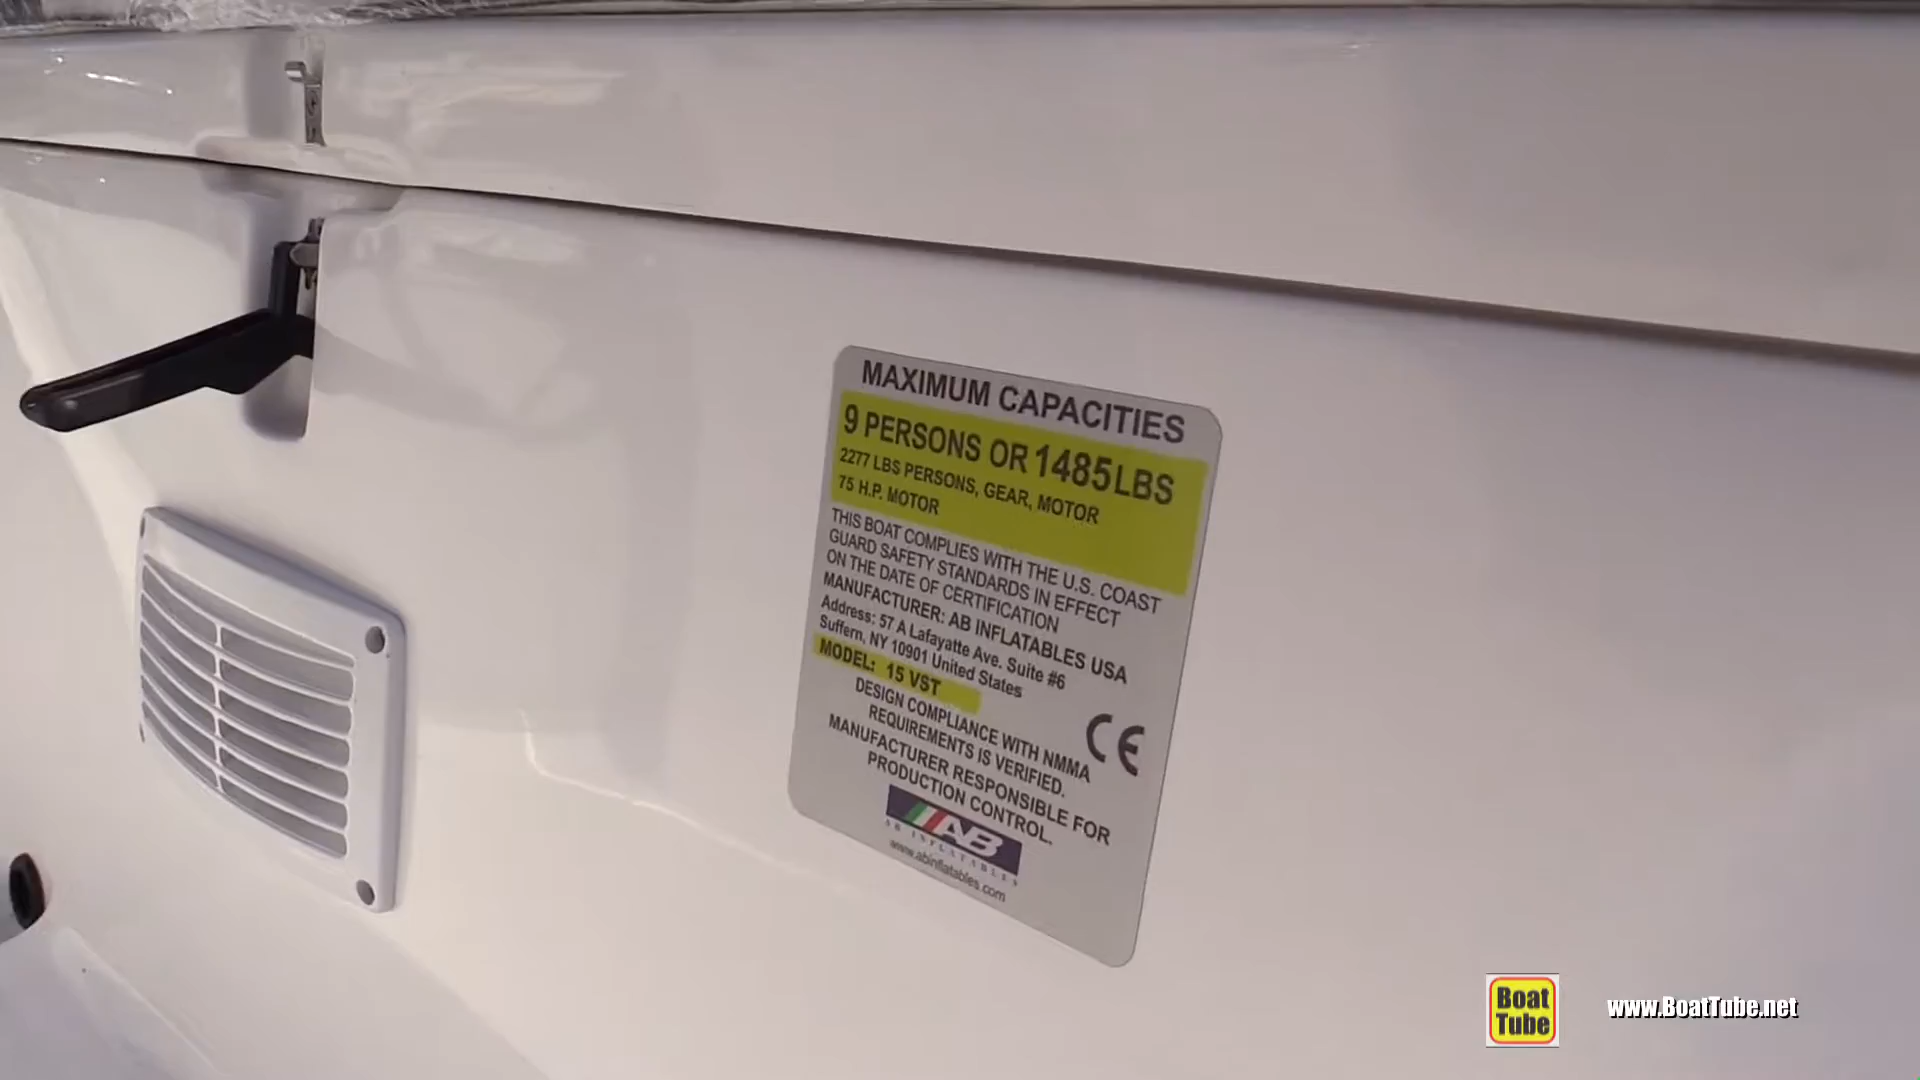 MAXIMUM CAPACITIES
9 PERSONS OR 1485 LBS
2277 LBS PERSONS, GEAR, MOTOR
75 H.P. MOTOR
THIS BOAT COMPLIES WITH THE U.S. COAST
GUARD SAFETY STANDARDS IN EFFECT
ON THE DATE OF CERTIFICATION
MANUFACTURER: AB INFLATABLES USA
Address: 57 A Lafayatte Ave. Suite #6
Suffern, NY 10901 United States
MODEL: 15 VST
DESIGN COMPLIANCE WITH NMMA
REQUIREMENTS IS VERIFIED.
MANUFACTURER RESPONSIBLE FOR
PRODUCTION CONTROL.
CE
AB
AB INFLATABLES
www.abinflatables.com
Boat
Tube
www.BoatTube.net